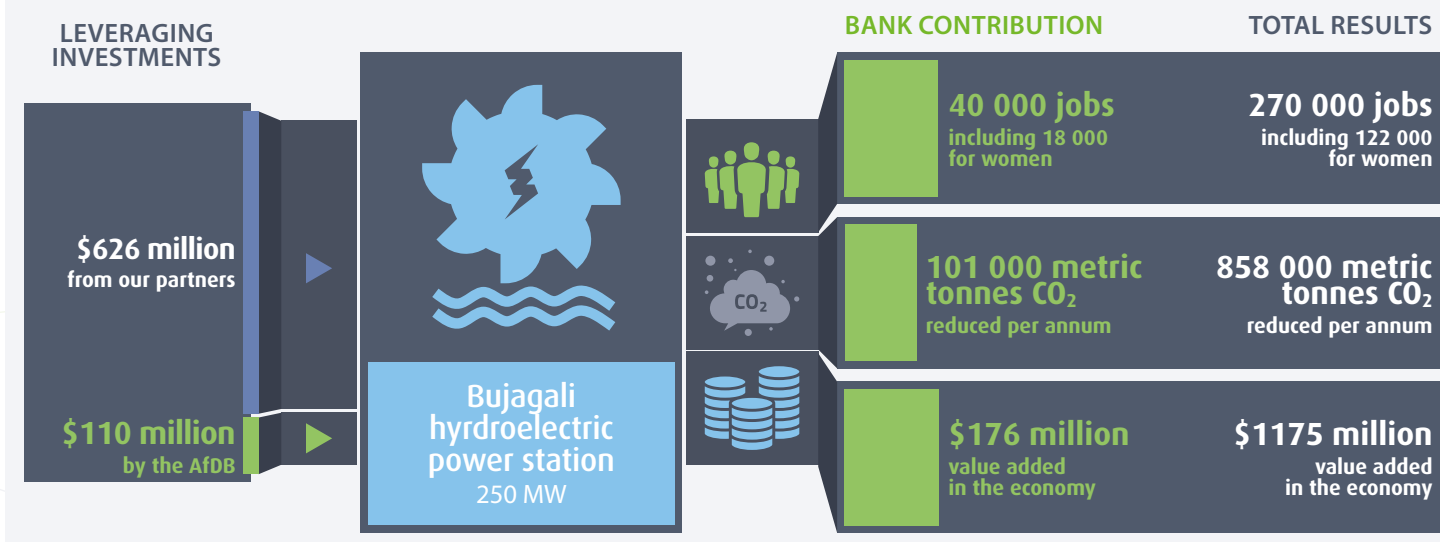 LEVERAGING
INVESTMENTS
$626 million
from our partners
$110 million
by the AfDB
Bujagali
hyrdroelectric
power station
250 MW
CO₂
BANK CONTRIBUTION
TOTAL RESULTS
40 000 jobs
including 18 000
for women
270 000 jobs
including 122 000
for women
101 000 metric
tonnes CO₂
reduced per annum
858 000 metric
tonnes CO₂
reduced per annum
$176 million
value added
in the economy
$1175 million
value added
in the economy